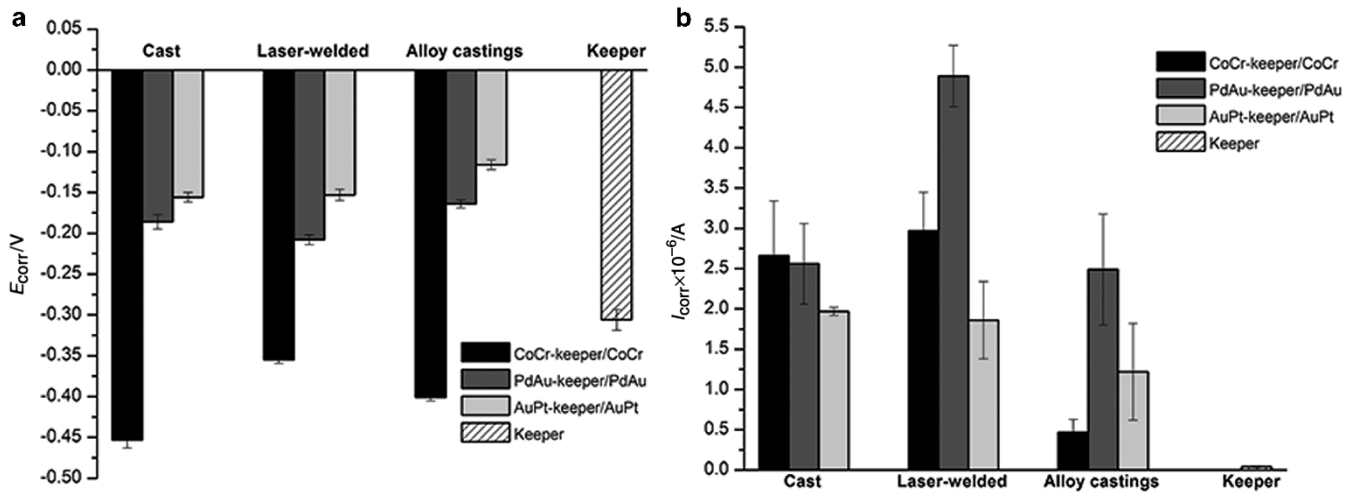 a
0.05
0.00
-0.05
-0.10
-0.15
-0.20
-0.25
-0.30
-0.35
-0.40
-0.45
-0.50
Ecorr/V
Cast Laser-welded Alloy castings Keeper
CoCr-keeper/CoCr
PdAu-keeper/PdAu
AuPt-keeper/AuPt
Keeper
b
5.5
5.0
4.5
4.0
3.5
3.0
2.5
2.0
1.5
1.0
0.5
0.0
Icorr×10⁻⁶/A
CoCr-keeper/CoCr
PdAu-keeper/PdAu
AuPt-keeper/AuPt
Keeper
Cast Laser-welded Alloy castings Keeper